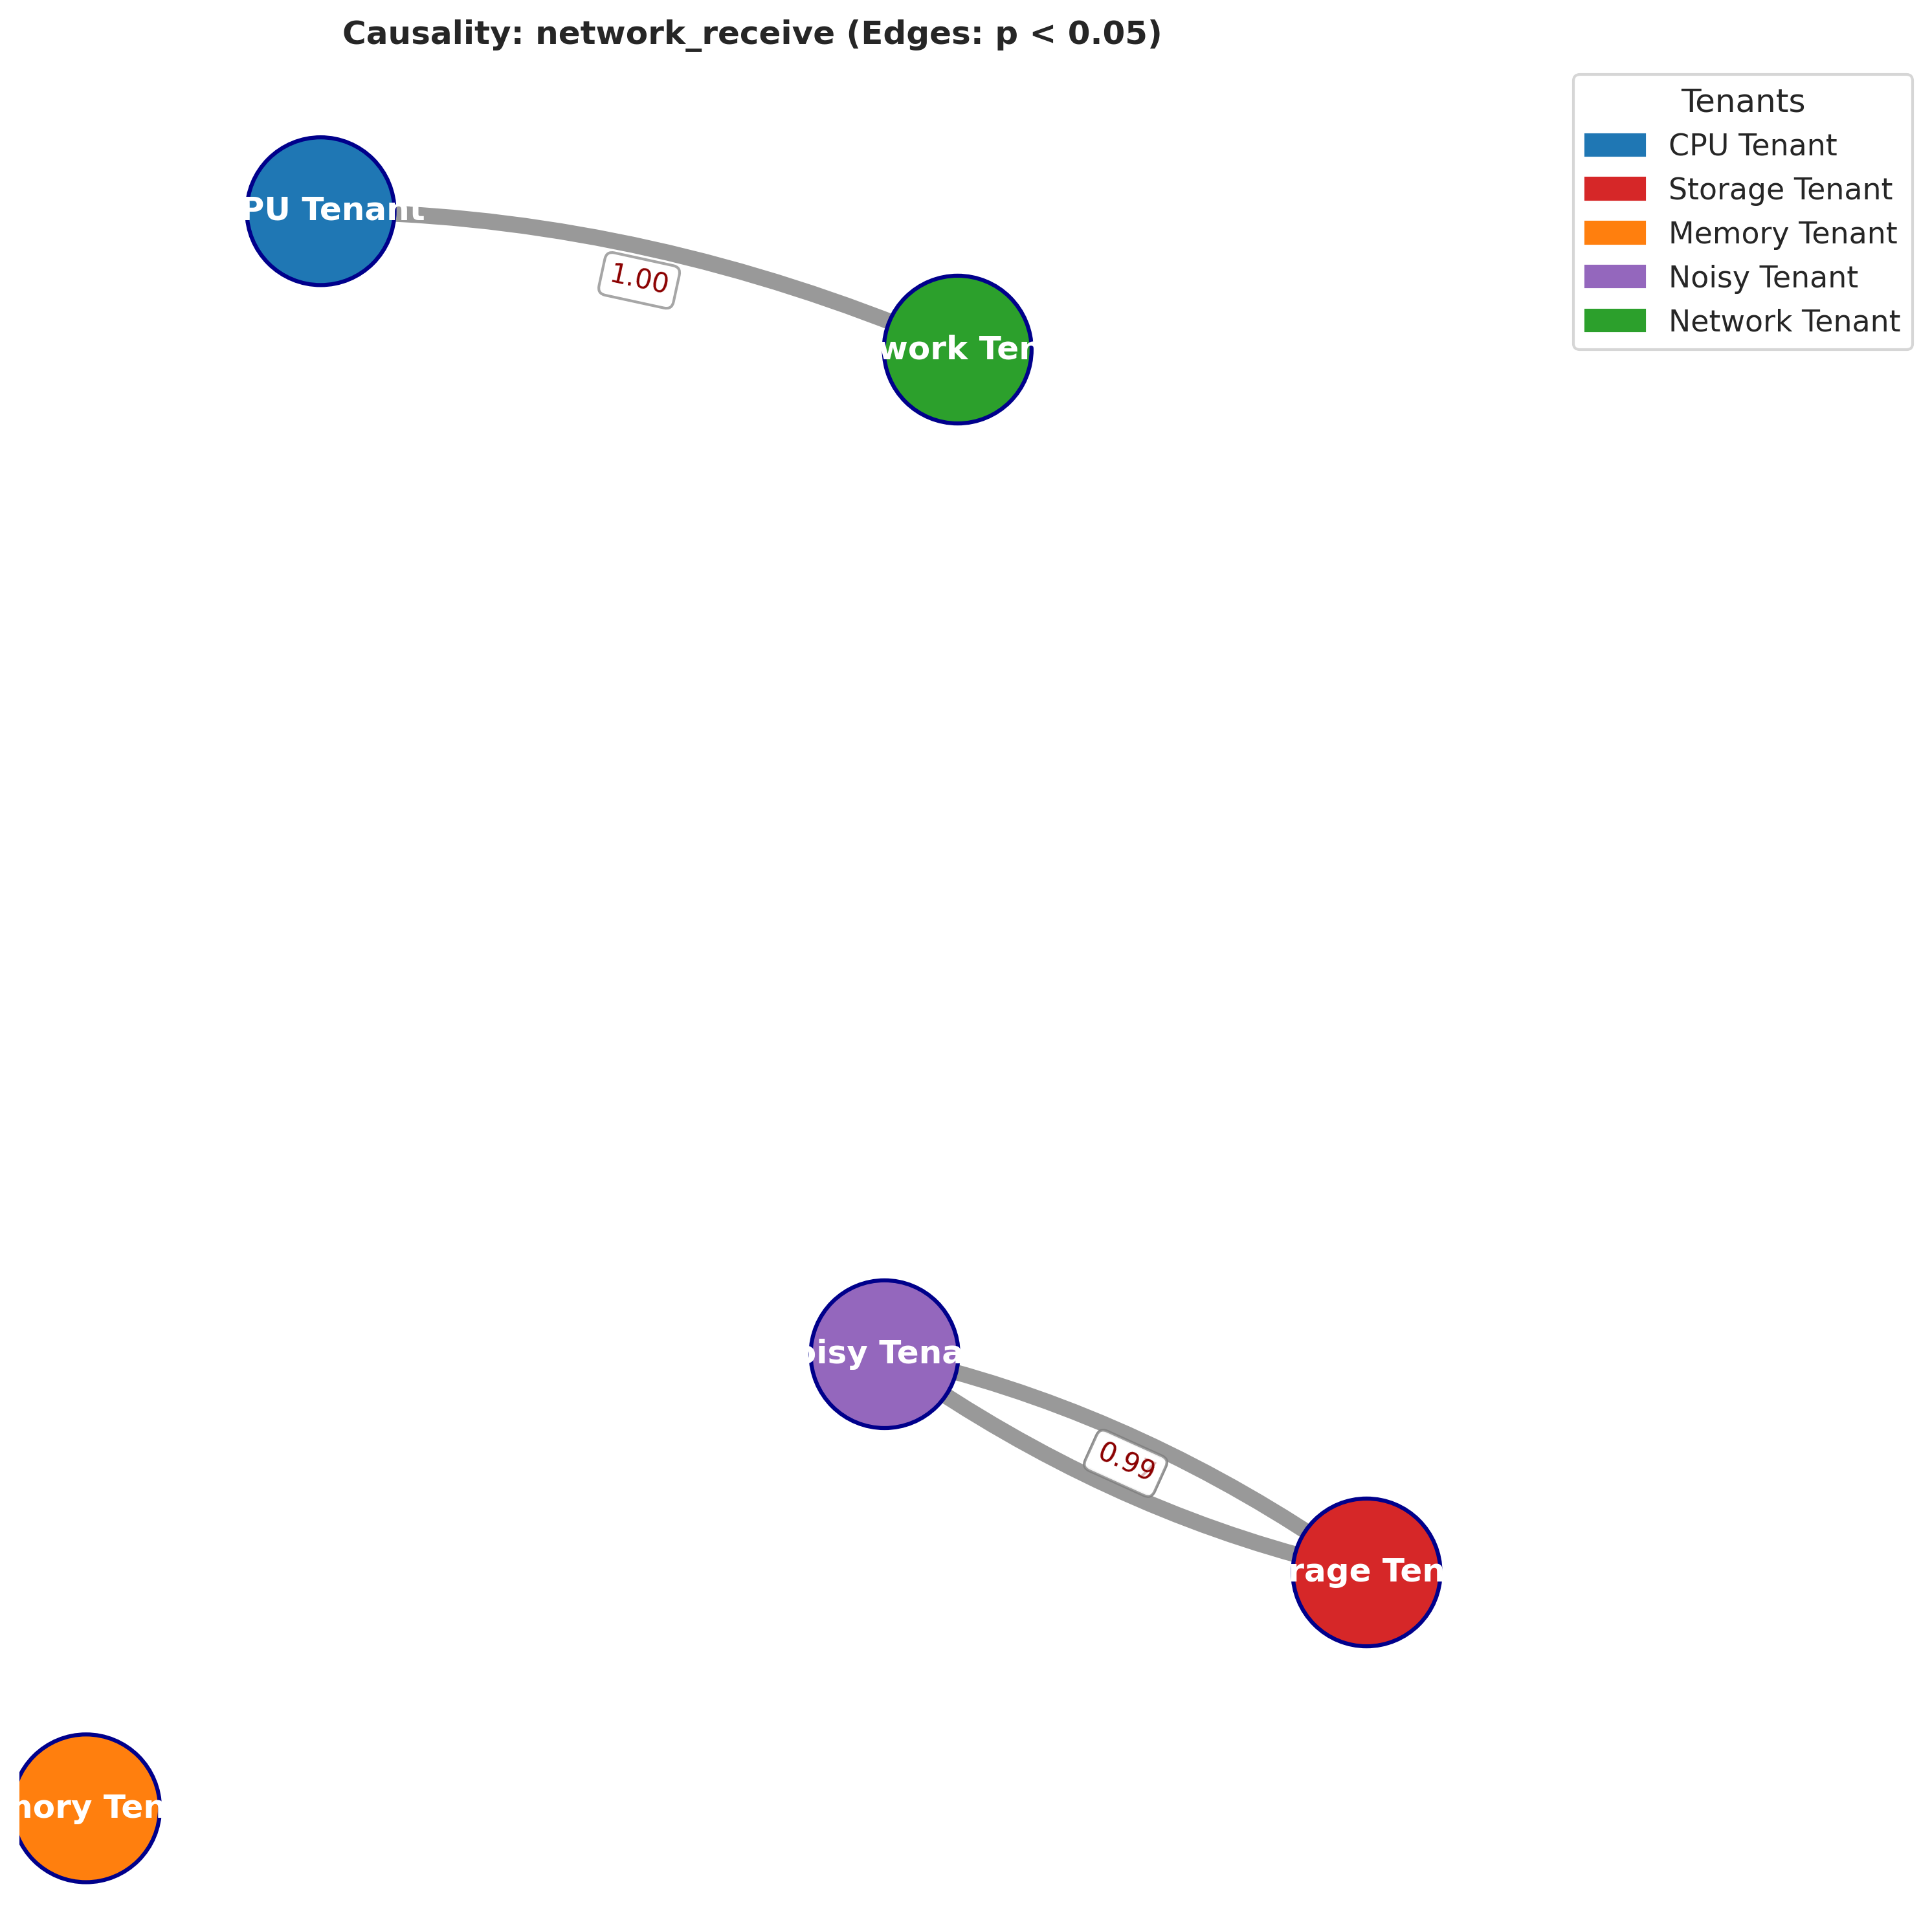 Causality: network_receive (Edges: p < 0.05)
Tenants
CPU Tenant
Storage Tenant
Memory Tenant
Noisy Tenant
Network Tenant
PU Tenant
1.00
work Ten
oisy Tena
0.99
rage Ten
mory Ten